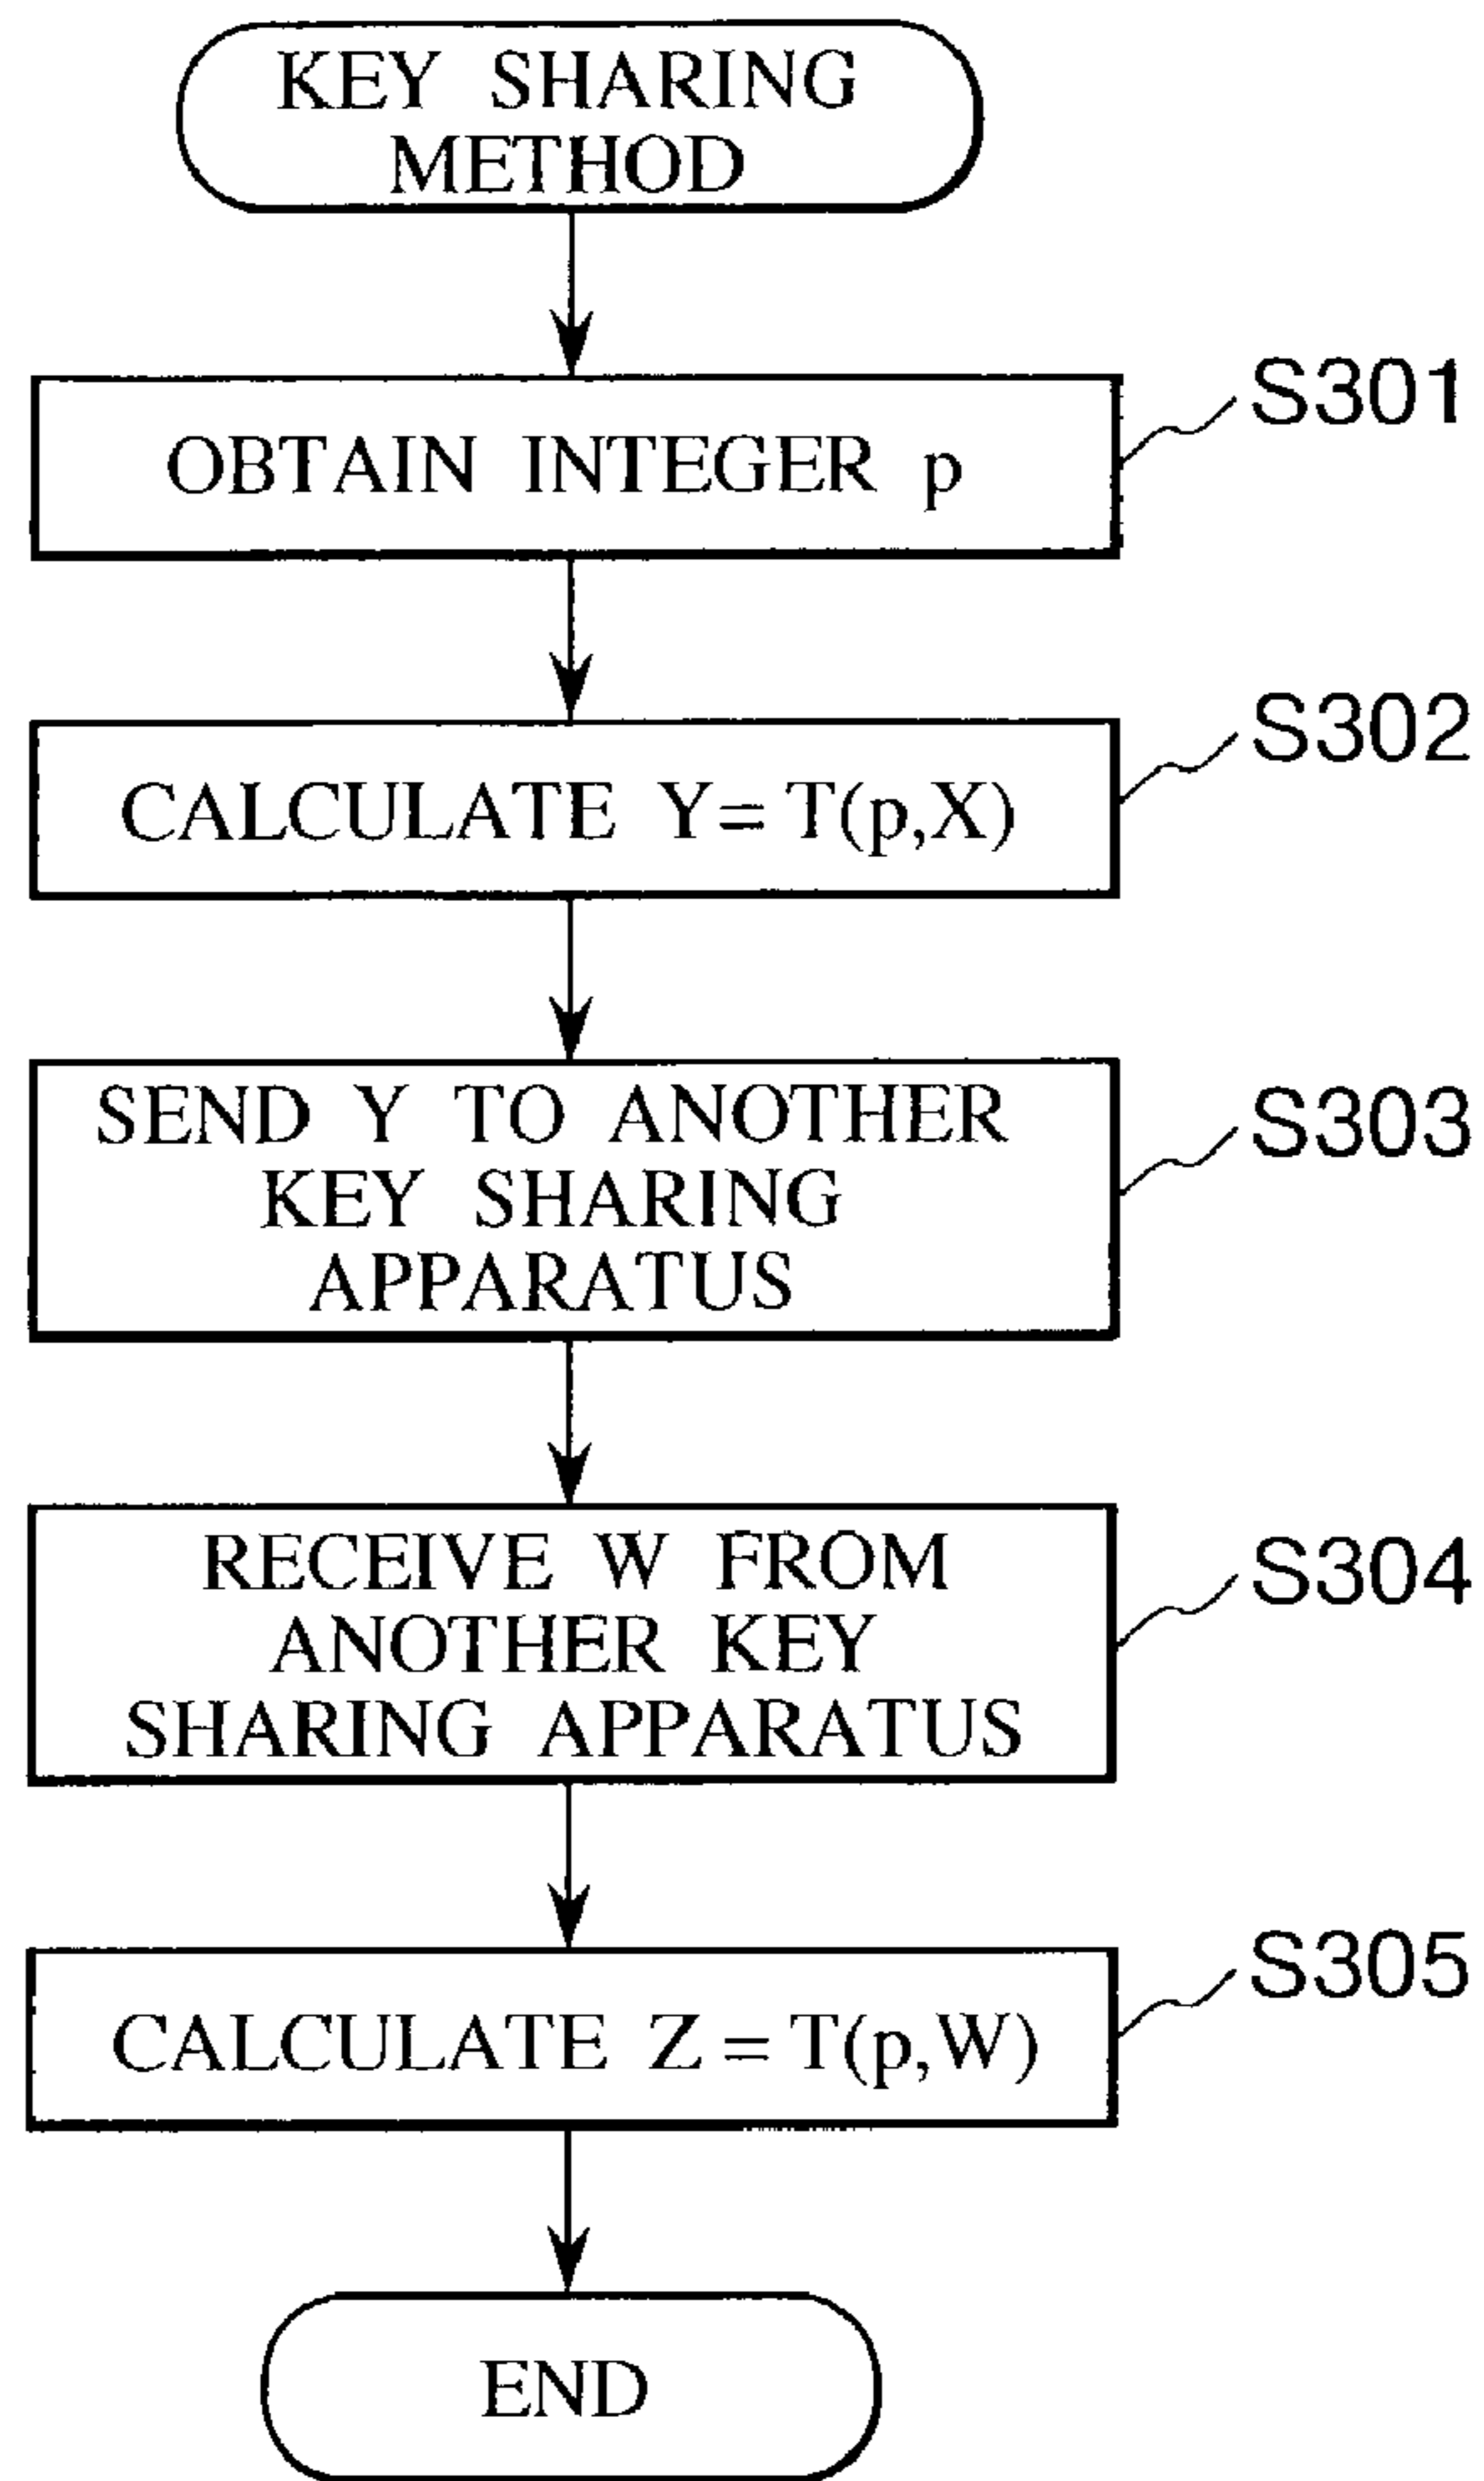 KEY SHARING
METHOD
S301
OBTAIN INTEGER p
S302
CALCULATE Y= T(p,X)
S303
SEND Y TO ANOTHER
KEY SHARING
APPARATUS
S304
RECEIVE W FROM
ANOTHER KEY
SHARING APPARATUS
S305
CALCULATE Z = T(p,W)
END